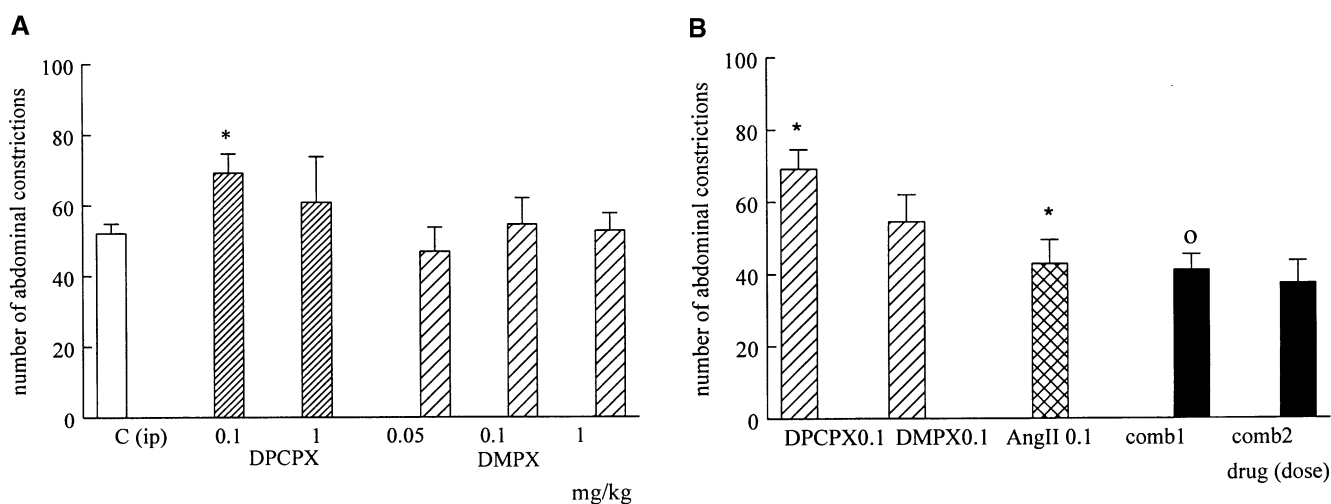 A
number of abdominal constrictions
100
80
60
40
20
0
*
C (ip) 0.1 1 0.05 0.1 1
DPCPX DMPX
mg/kg
B
number of abdominal constrictions
100
80
60
40
20
0
*
*
o
DPCPX0.1 DMPX0.1 AngII 0.1 comb1 comb2
drug (dose)